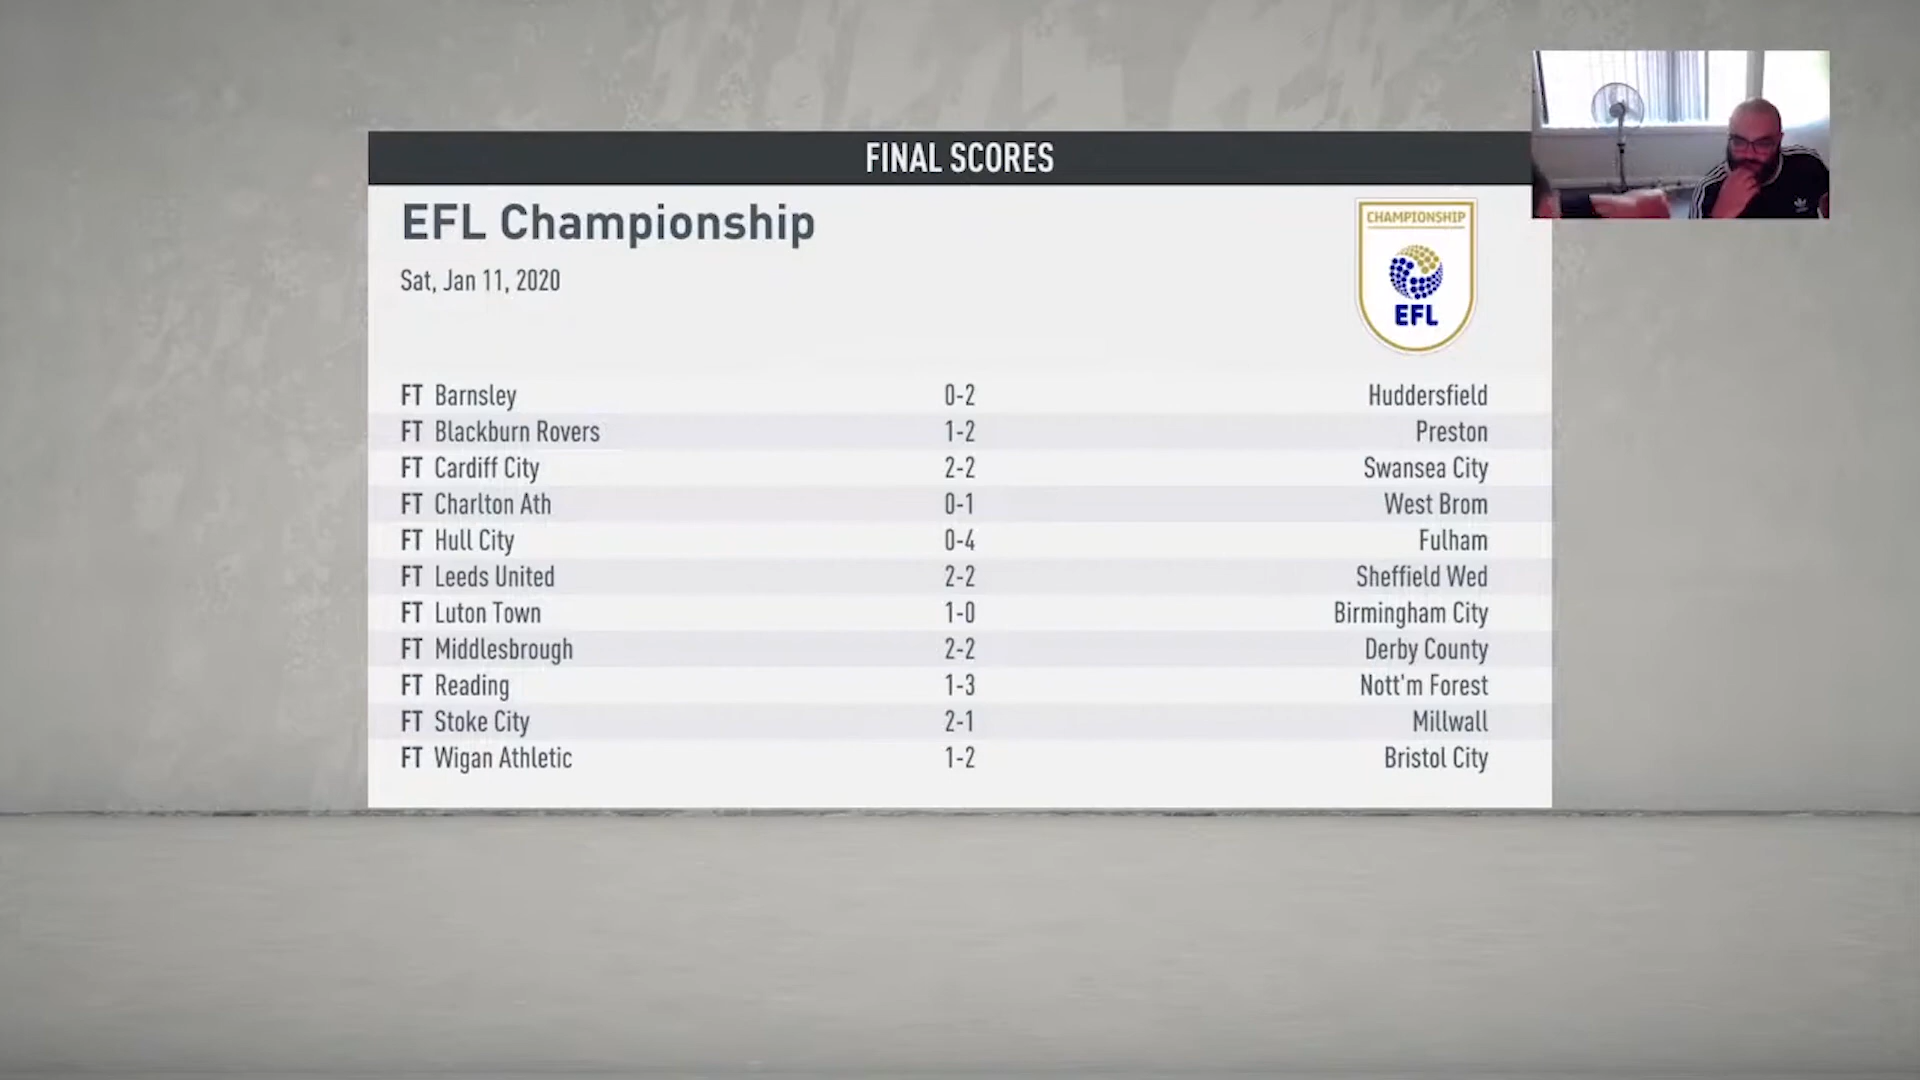 FINAL SCORES
EFL Championship
Sat, Jan 11, 2020
CHAMPIONSHIP
EFL
FT Barnsley 0-2 Huddersfield
FT Blackburn Rovers 1-2 Preston
FT Cardiff City 2-2 Swansea City
FT Charlton Ath 0-1 West Brom
FT Hull City 0-4 Fulham
FT Leeds United 2-2 Sheffield Wed
FT Luton Town 1-0 Birmingham City
FT Middlesbrough 2-2 Derby County
FT Reading 1-3 Nott'm Forest
FT Stoke City 2-1 Millwall
FT Wigan Athletic 1-2 Bristol City